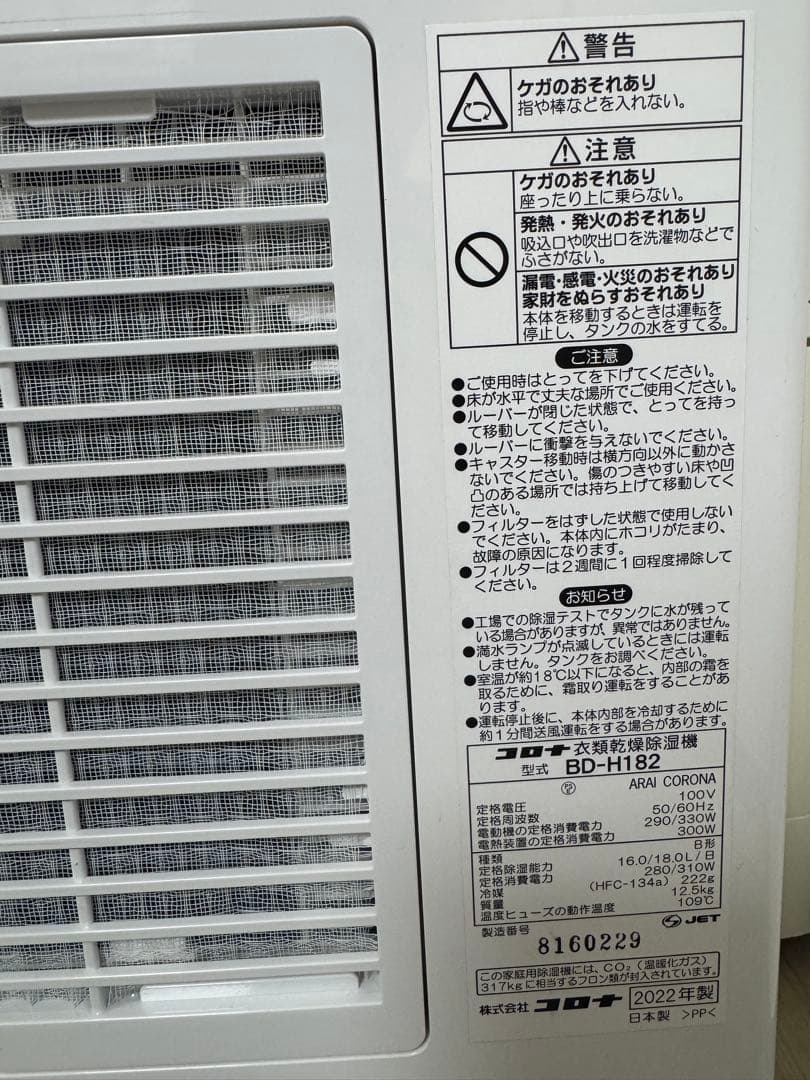 ⚠警告
ケガのおそれあり
指や棒などを入れない。
⚠注意
ケガのおそれあり
座ったり上に乗らない。
発熱・発火のおそれあり
吸込口や吹出口を洗濯物などで
ふさがない。
漏電・感電・火災のおそれあり
家財をぬらすおそれあり
本体を移動するときは運転を
停止し、タンクの水をすてる。
ご注意
●ご使用時はとってを下げてください。
●床が水平で丈夫な場所でご使用ください。
●ルーバーが閉じた状態で、とってを持っ
て移動してください。
●ルーバーに衝撃を与えないでください。
●キャスター移動時は横方向以外に動かさ
ないでください。傷のつきやすい床や凹
凸のある場所では持ち上げて移動してく
ださい。
●フィルターをはずした状態で使用しない
でください。本体内にホコリがたまり、
故障の原因になります。
●フィルターは2週間に1回程度掃除して
ください。
お知らせ
●工場での除湿テストでタンクに水が残って
いる場合がありますが、異常ではありません。
●満水ランプが点滅しているときには運転
しません。タンクをお調べください。
●室温が約18℃以下になると、内部の霜を
取るために、霜取り運転をすることがあ
ります。
●運転停止後に、本体内部を冷却するために
約1分間送風運転をする場合があります。
コロナ衣類乾燥除湿機
型式 BD-H182
ARAI CORONA
定格電圧 100V
定格周波数 50/60Hz
電動機の定格消費電力 290/330W
電熱装置の定格消費電力 300W
種類 B形
定格除湿能力 16.0/18.0L/日
定格消費電力 280/310W
冷媒 (HFC-134a) 222g
質量 12.5kg
温度ヒューズの動作温度 109℃
JET
製造番号
8160229
この家庭用除湿機には、CO₂(温暖化ガス)
317kgに相当するフロン類が封入されています。
株式会社 コロナ 2022年製
日本製 >PP<